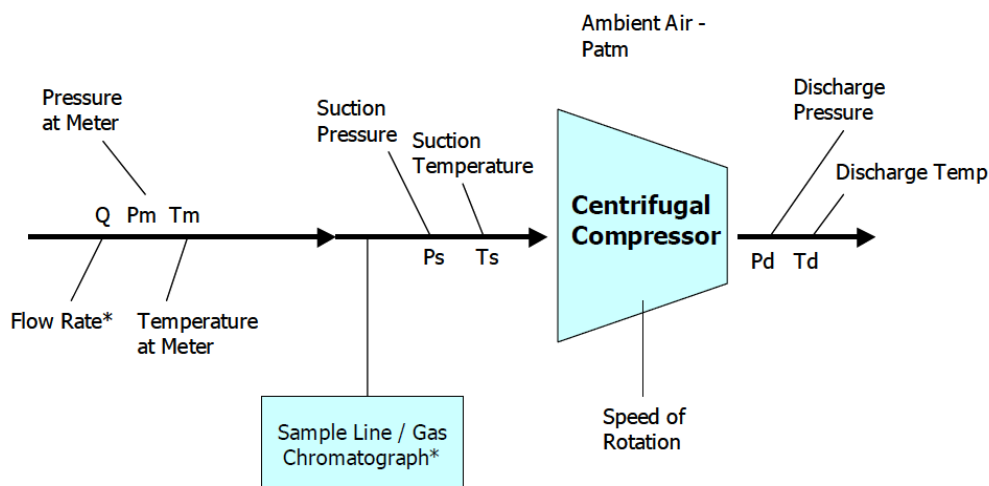 Ambient Air -
Patm
Pressure
at Meter
Suction
Pressure
Suction
Temperature
Discharge
Pressure
Discharge Temp
Q Pm Tm
Centrifugal
Compressor
Ps Ts
Pd Td
Flow Rate*
Temperature
at Meter
Sample Line / Gas
Chromatograph*
Speed of
Rotation